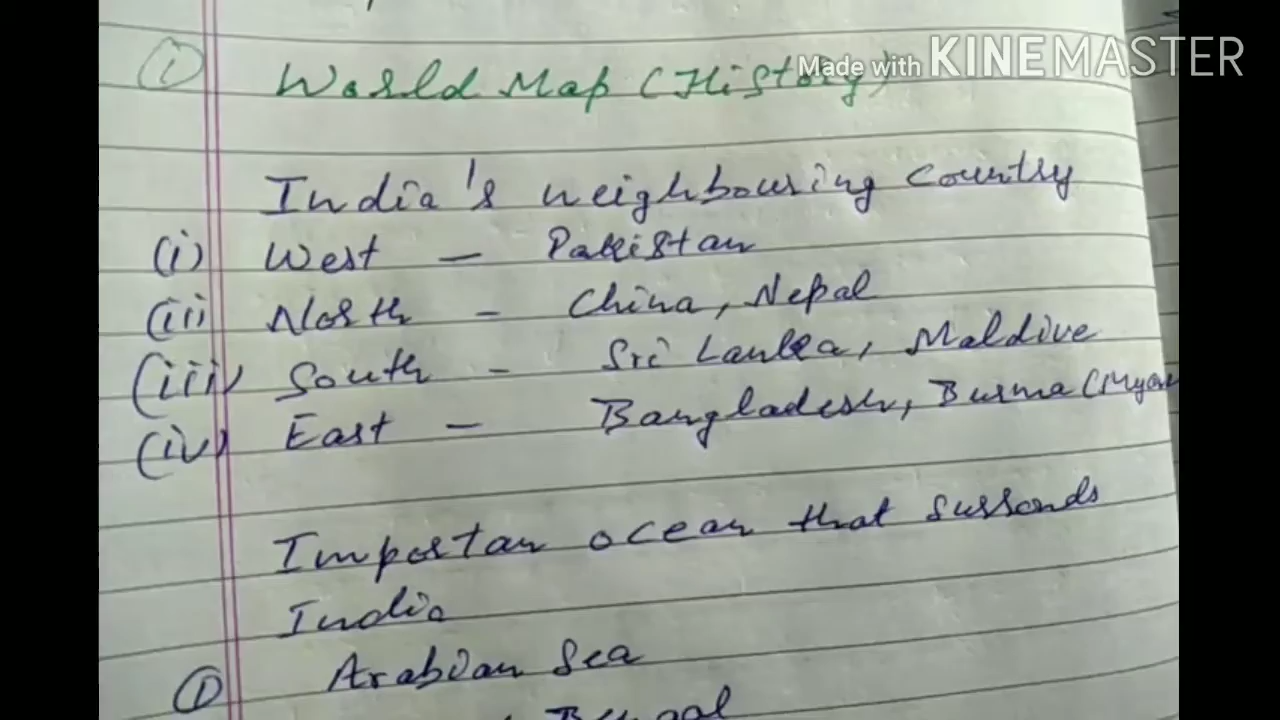 Made with KINEMASTER
(i) World Map (History)
India's neighbouring country
(i) West – Pakistan
(ii) North – China, Nepal
(iii) South – Sri Lanka, Maldive
(iv) East – Bangladesh, Burma (Myan
Importan ocean that surronds
India
① Arabian Sea
Bengal